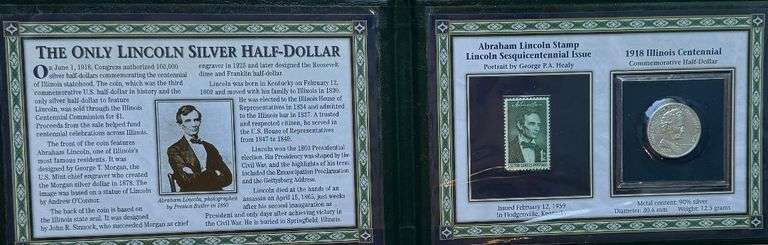 THE ONLY LINCOLN SILVER HALF-DOLLAR
On June 1, 1918, Congress authorized 100,000
silver half-dollars commemorating the centennial
of Illinois statehood. The coin, which was the third
commemorative U.S. half-dollar in history and the
only silver half-dollar to feature
Lincoln, was sold through the Illinois
Centennial Commission for $1.
Proceeds from the sale helped fund
centennial celebrations across Illinois.
The front of the coin features
Abraham Lincoln, one of Illinois's
most famous residents. It was
designed by George T. Morgan, the
U.S. Mint chief engraver who created
the Morgan silver dollar in 1878. The
image was based on a statue of Lincoln
by Andrew O'Connor.
The back of the coin is based on
the Illinois state seal. It was designed
by John R. Sinnock, who succeeded Morgan as chief
engraver in 1925 and later designed the Roosevelt
dime and Franklin half-dollar.
Lincoln was born in Kentucky on February 12,
1809 and moved with his family to Illinois in 1830.
He was elected to the Illinois House of
Representatives in 1834 and admitted
to the Illinois bar in 1837. A trusted
and respected citizen, he served in
the U.S. House of Representatives
from 1847 to 1849.
Lincoln won the 1860 Presidential
election. His Presidency was shaped by the
Civil War, and the highlights of his term
included the Emancipation Proclamation
and the Gettysburg Address.
Lincoln died at the hands of an
assassin on April 15, 1865, just weeks
after his second inauguration as
President and only days after achieving victory in
the Civil War. He is buried in Springfield, Illinois.
Abraham Lincoln, photographed
by Preston Butler in 1860
Abraham Lincoln Stamp
Lincoln Sesquicentennial Issue
Portrait by George P.A. Healy
Issued February 12, 1959
in Hodgenville, Kentucky
1918 Illinois Centennial
Commemorative Half-Dollar
Metal content: 90% silver
Diameter: 30.6 mm Weight: 12.5 grams